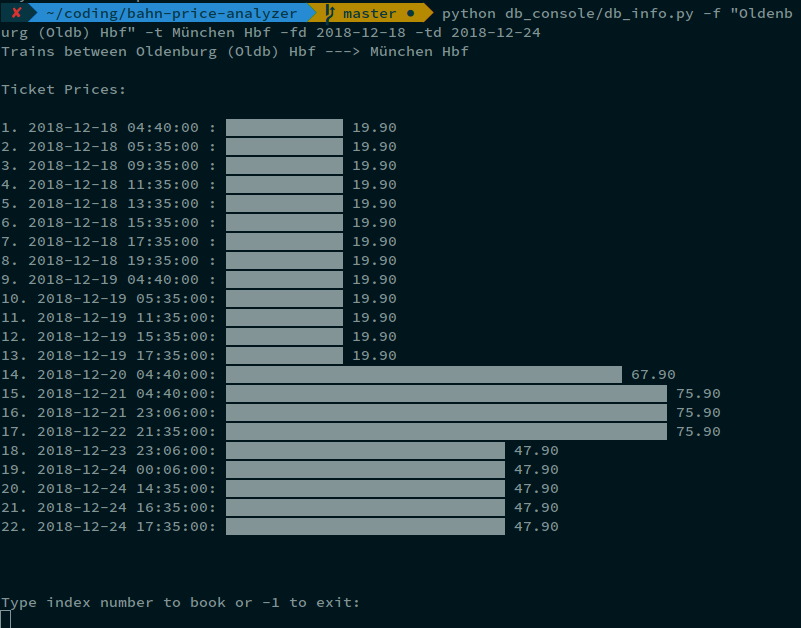 ✘ ~/coding/bahn-price-analyzer master ● python db_console/db_info.py -f "Oldenb
urg (Oldb) Hbf" -t München Hbf -fd 2018-12-18 -td 2018-12-24
Trains between Oldenburg (Oldb) Hbf ---> München Hbf
Ticket Prices:
1. 2018-12-18 04:40:00 : 19.90
2. 2018-12-18 05:35:00 : 19.90
3. 2018-12-18 09:35:00 : 19.90
4. 2018-12-18 11:35:00 : 19.90
5. 2018-12-18 13:35:00 : 19.90
6. 2018-12-18 15:35:00 : 19.90
7. 2018-12-18 17:35:00 : 19.90
8. 2018-12-18 19:35:00 : 19.90
9. 2018-12-19 04:40:00 : 19.90
10. 2018-12-19 05:35:00: 19.90
11. 2018-12-19 11:35:00: 19.90
12. 2018-12-19 15:35:00: 19.90
13. 2018-12-19 17:35:00: 19.90
14. 2018-12-20 04:40:00: 67.90
15. 2018-12-21 04:40:00: 75.90
16. 2018-12-21 23:06:00: 75.90
17. 2018-12-22 21:35:00: 75.90
18. 2018-12-23 23:06:00: 47.90
19. 2018-12-24 00:06:00: 47.90
20. 2018-12-24 14:35:00: 47.90
21. 2018-12-24 16:35:00: 47.90
22. 2018-12-24 17:35:00: 47.90
Type index number to book or -1 to exit: